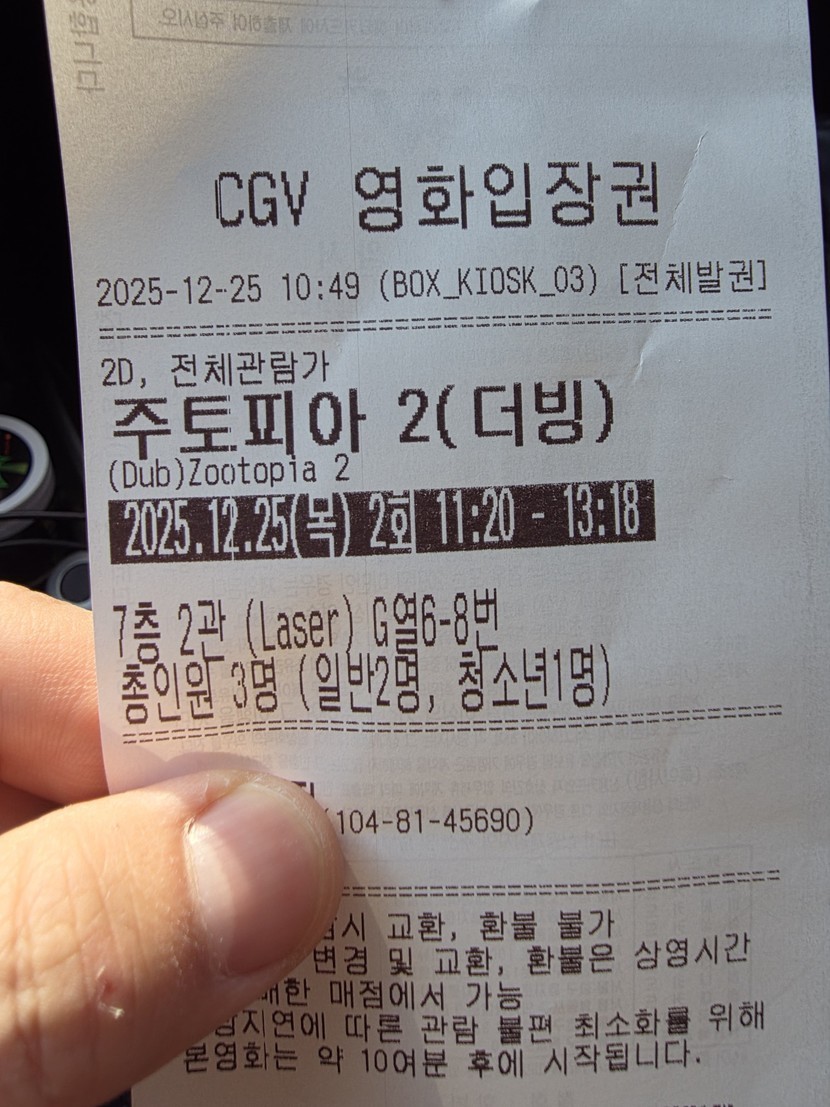 CGV 영화입장권
2025-12-25 10:49 (BOX_KIOSK_03) [전체발권]
2D, 전체관람가
주토피아 2(더빙)
(Dub)Zootopia 2
2025.12.25(목) 2회 11:20 - 13:18
7층 2관 (Laser) G열6-8번
총인원 3명 (일반2명, 청소년1명)
(104-81-45690)
교환, 환불 불가
변경 및 교환, 환불은 상영시간
매점에서 가능
따른 관람 불편 최소화를 위해
본영화는 약 10여분 후에 시작됩니다.